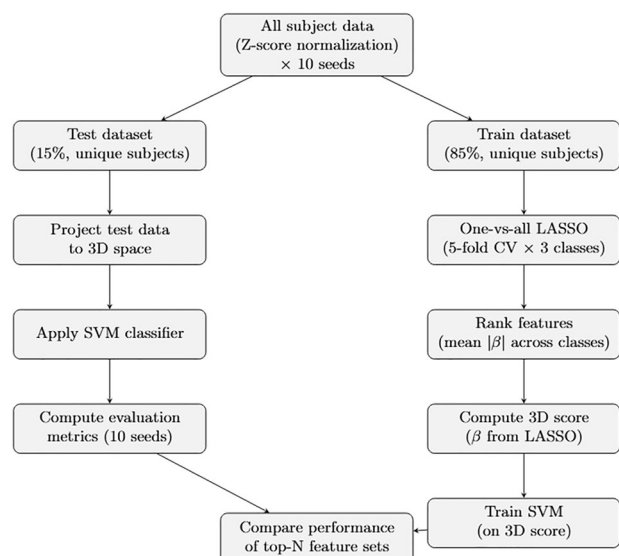 All subject data
(Z-score normalization)
× 10 seeds
Test dataset
(15%, unique subjects)
Train dataset
(85%, unique subjects)
Project test data
to 3D space
One-vs-all LASSO
(5-fold CV × 3 classes)
Apply SVM classifier
Rank features
(mean |β| across classes)
Compute evaluation
metrics (10 seeds)
Compute 3D score
(β from LASSO)
Train SVM
(on 3D score)
Compare performance
of top-N feature sets